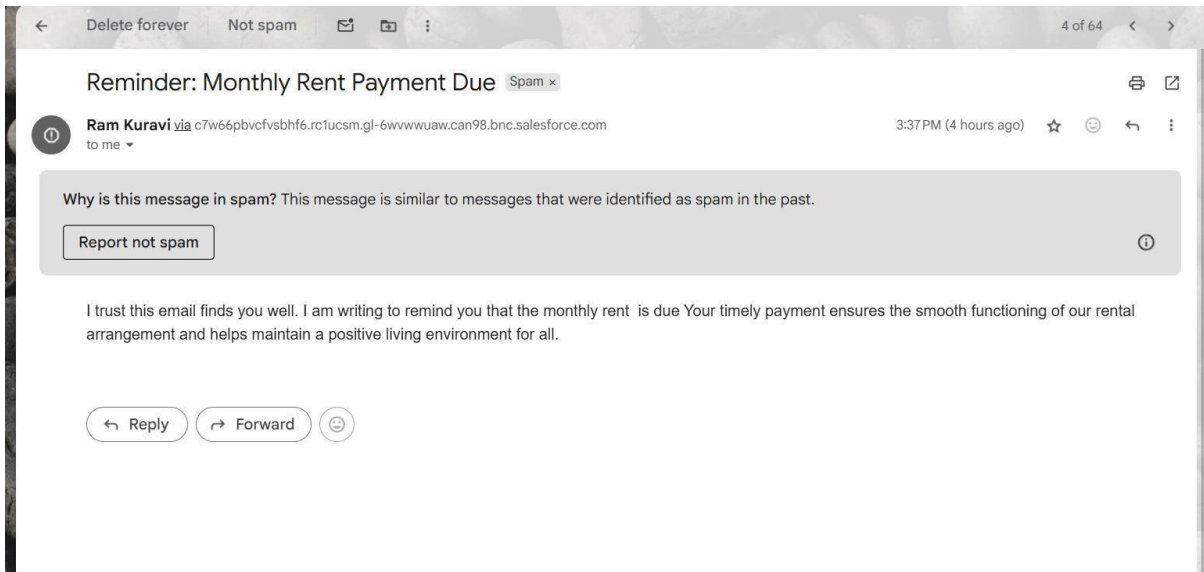 Delete forever Not spam 4 of 64
Reminder: Monthly Rent Payment Due Spam ×
Ram Kuravi via c7w66pbvcfvsbhf6.rc1ucsm.gl-6wvwwuaw.can98.bnc.salesforce.com 3:37 PM (4 hours ago)
to me
Why is this message in spam? This message is similar to messages that were identified as spam in the past.
Report not spam
I trust this email finds you well. I am writing to remind you that the monthly rent  is due Your timely payment ensures the smooth functioning of our rental
arrangement and helps maintain a positive living environment for all.
Reply Forward